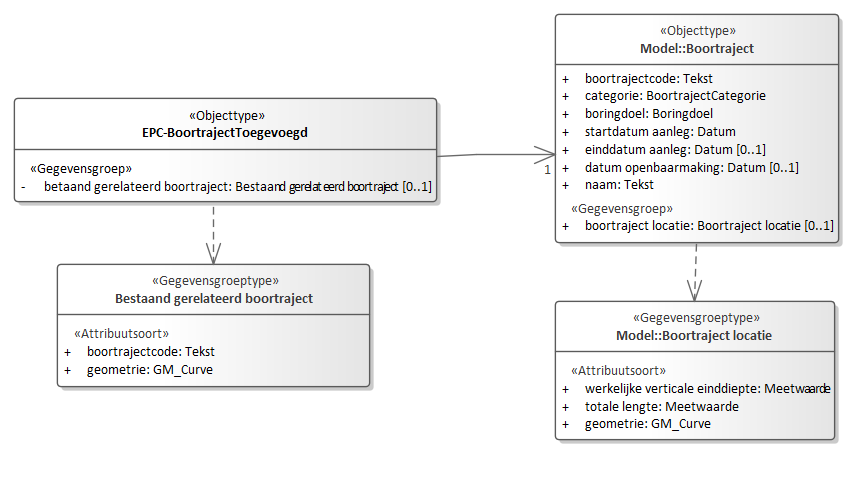 «Objecttype»
Model::Boortraject
+ boortrajectcode: Tekst
+ categorie: BoortrajectCategorie
+ boringdoel: Boringdoel
+ startdatum aanleg: Datum
+ einddatum aanleg: Datum [0..1]
+ datum openbaarmaking: Datum [0..1]
+ naam: Tekst
«Gegevensgroep»
+ boortraject locatie: Boortraject locatie [0..1]
«Objecttype»
EPC-BoortrajectToegevoegd
«Gegevensgroep»
- betaand gerelateerd boortraject: Bestaand gerelateerd boortraject [0..1]
1
«Gegevensgroeptype»
Bestaand gerelateerd boortraject
«Attribuutsoort»
+ boortrajectcode: Tekst
+ geometrie: GM_Curve
«Gegevensgroeptype»
Model::Boortraject locatie
«Attribuutsoort»
+ werkelijke verticale einddiepte: Meetwaarde
+ totale lengte: Meetwaarde
+ geometrie: GM_Curve